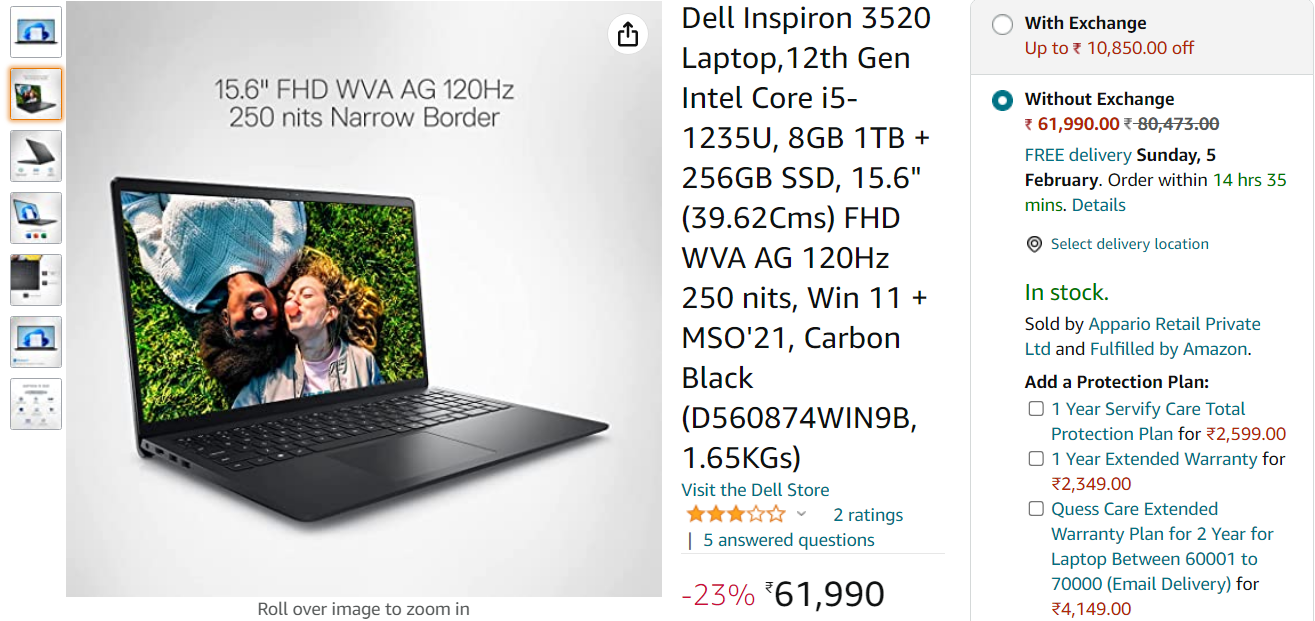 15.6" FHD WVA AG 120Hz
250 nits Narrow Border
Roll over image to zoom in
Dell Inspiron 3520
Laptop,12th Gen
Intel Core i5-
1235U, 8GB 1TB +
256GB SSD, 15.6"
(39.62Cms) FHD
WVA AG 120Hz
250 nits, Win 11 +
MSO'21, Carbon
Black
(D560874WIN9B,
1.65KGs)
Visit the Dell Store
2 ratings
| 5 answered questions
-23% ₹61,990
With Exchange
Up to ₹ 10,850.00 off
Without Exchange
₹ 61,990.00 ₹ 80,473.00
FREE delivery Sunday, 5
February. Order within 14 hrs 35
mins. Details
Select delivery location
In stock.
Sold by Appario Retail Private
Ltd and Fulfilled by Amazon.
Add a Protection Plan:
1 Year Servify Care Total
Protection Plan for ₹2,599.00
1 Year Extended Warranty for
₹2,349.00
Quess Care Extended
Warranty Plan for 2 Year for
Laptop Between 60001 to
70000 (Email Delivery) for
₹4,149.00